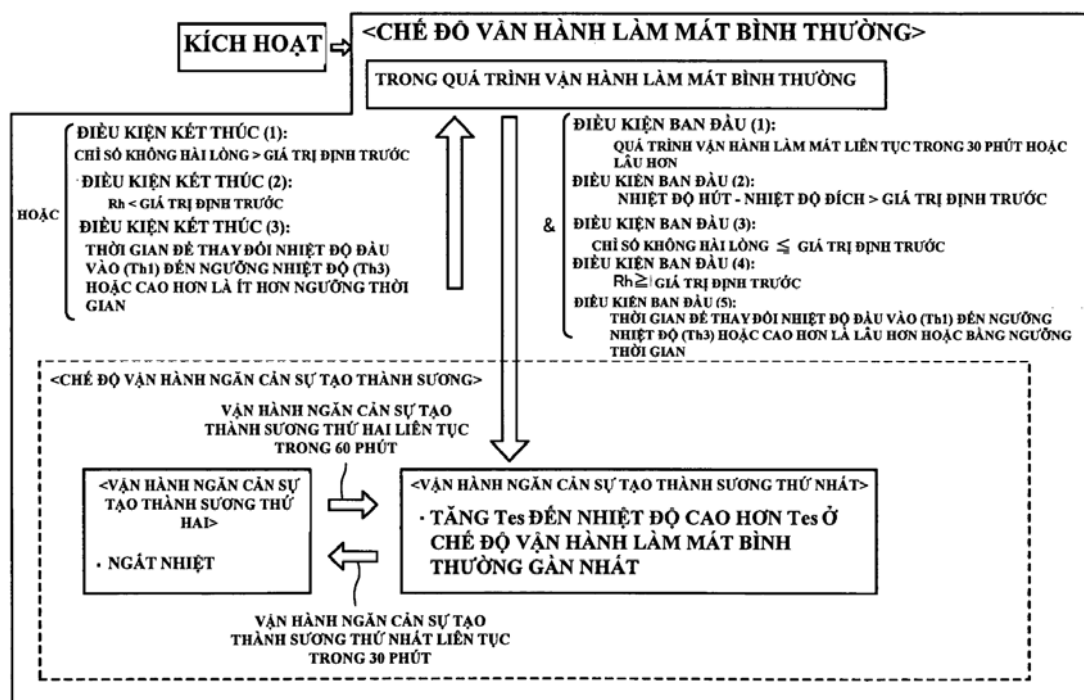 KÍCH HOẠT
<CHẾ ĐỘ VẬN HÀNH LÀM MÁT BÌNH THƯỜNG>
TRONG QUÁ TRÌNH VẬN HÀNH LÀM MÁT BÌNH THƯỜNG
HOẶC
ĐIỀU KIỆN KẾT THÚC (1):
CHỈ SỐ KHÔNG HÀI LÒNG > GIÁ TRỊ ĐỊNH TRƯỚC
ĐIỀU KIỆN KẾT THÚC (2):
Rh < GIÁ TRỊ ĐỊNH TRƯỚC
ĐIỀU KIỆN KẾT THÚC (3):
THỜI GIAN ĐỂ THAY ĐỔI NHIỆT ĐỘ ĐẦU
VÀO (Th1) ĐẾN NGƯỠNG NHIỆT ĐỘ (Th3)
HOẶC CAO HƠN LÀ ÍT HƠN NGƯỠNG THỜI
GIAN
&
ĐIỀU KIỆN BAN ĐẦU (1):
QUÁ TRÌNH VẬN HÀNH LÀM MÁT LIÊN TỤC TRONG 30 PHÚT HOẶC
LÂU HƠN
ĐIỀU KIỆN BAN ĐẦU (2):
NHIỆT ĐỘ HÚT - NHIỆT ĐỘ ĐÍCH > GIÁ TRỊ ĐỊNH TRƯỚC
ĐIỀU KIỆN BAN ĐẦU (3):
CHỈ SỐ KHÔNG HÀI LÒNG ≦ GIÁ TRỊ ĐỊNH TRƯỚC
ĐIỀU KIỆN BAN ĐẦU (4):
Rh≧ GIÁ TRỊ ĐỊNH TRƯỚC
ĐIỀU KIỆN BAN ĐẦU (5):
THỜI GIAN ĐỂ THAY ĐỔI NHIỆT ĐỘ ĐẦU VÀO (Th1) ĐẾN NGƯỠNG
NHIỆT ĐỘ (Th3) HOẶC CAO HƠN LÀ LÂU HƠN HOẶC BẰNG NGƯỠNG
THỜI GIAN
<CHẾ ĐỘ VẬN HÀNH NGĂN CẢN SỰ TẠO THÀNH SƯƠNG>
VẬN HÀNH NGĂN CẢN SỰ TẠO
THÀNH SƯƠNG THỨ HAI LIÊN TỤC
TRONG 60 PHÚT
<VẬN HÀNH NGĂN CẢN SỰ
TẠO THÀNH SƯƠNG THỨ
HAI>
· NGẮT NHIỆT
<VẬN HÀNH NGĂN CẢN SỰ TẠO THÀNH SƯƠNG THỨ NHẤT>
· TĂNG Tes ĐẾN NHIỆT ĐỘ CAO HƠN Tes Ở
CHẾ ĐỘ VẬN HÀNH LÀM MÁT BÌNH
THƯỜNG GẦN NHẤT
VẬN HÀNH NGĂN CẢN SỰ TẠO
THÀNH SƯƠNG THỨ NHẤT LIÊN TỤC
TRONG 30 PHÚT